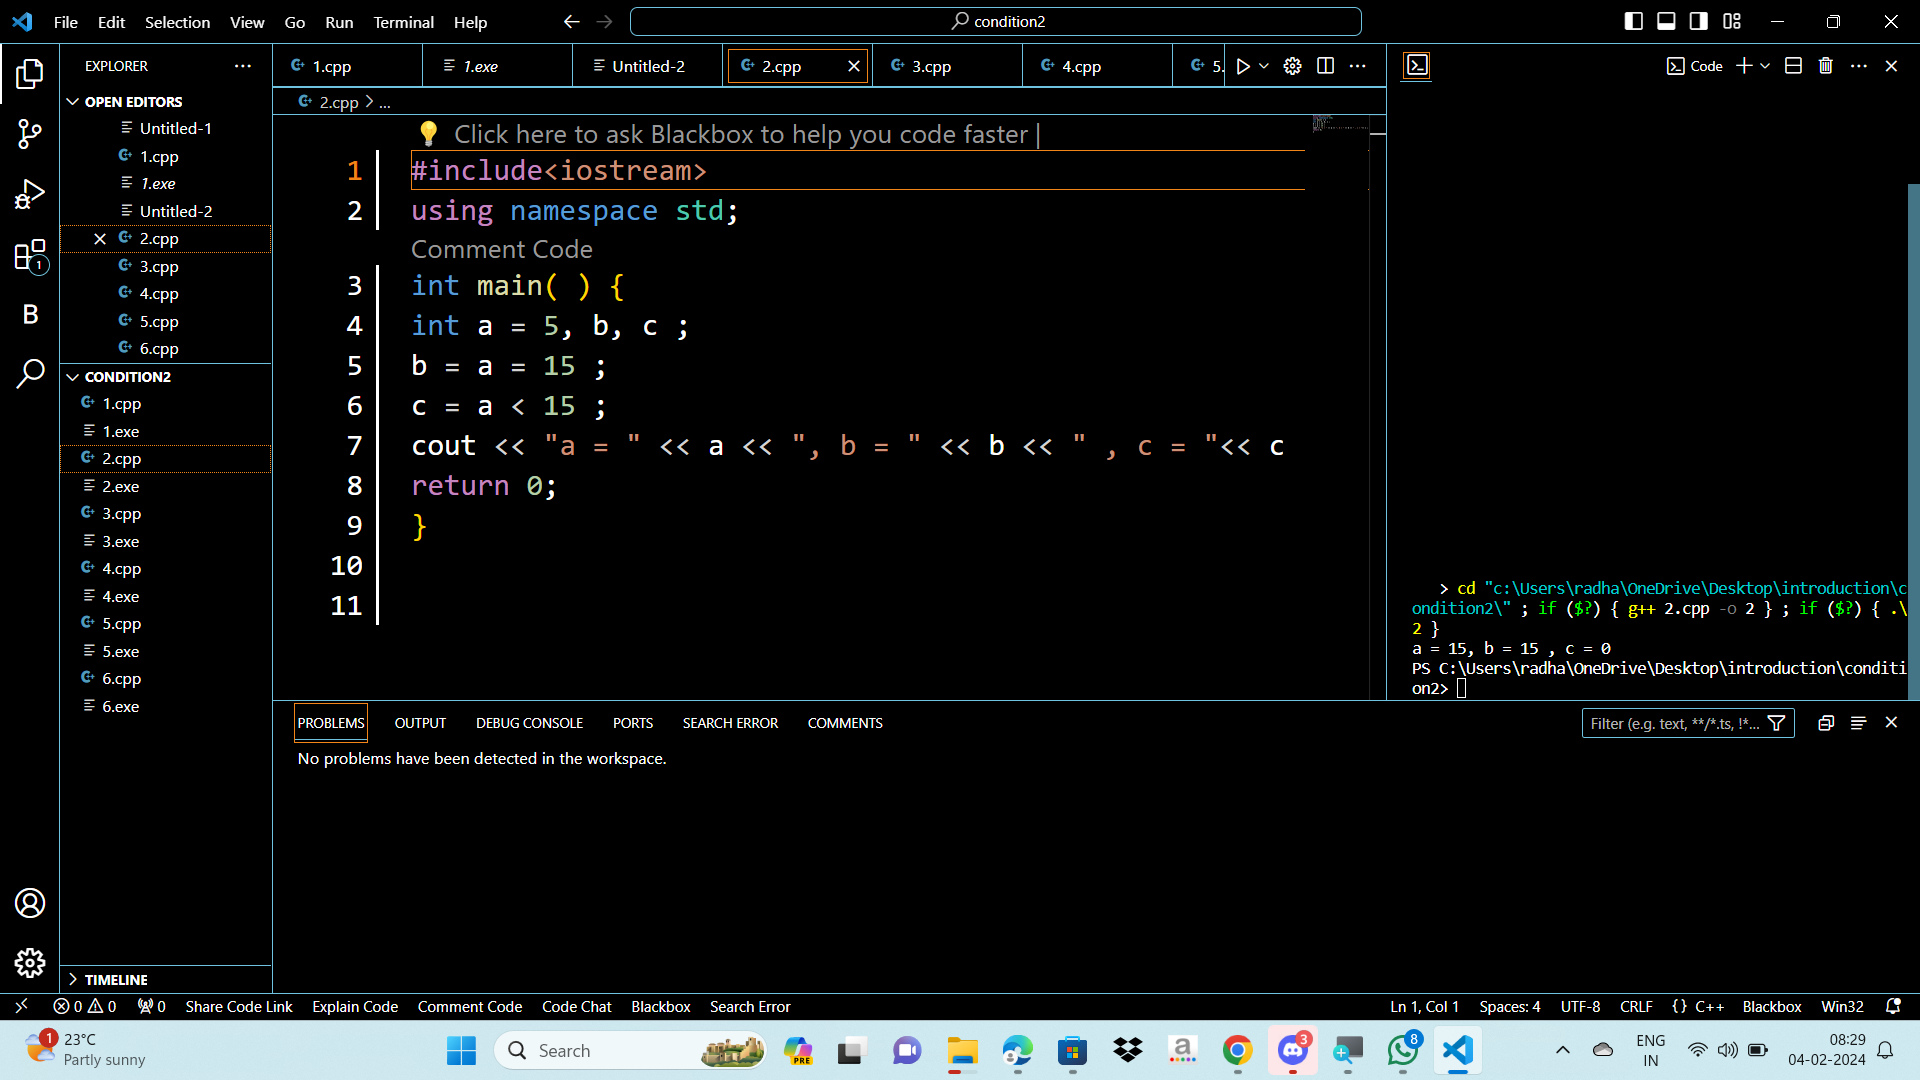 File Edit Selection View Go Run Terminal Help
condition2
EXPLORER
OPEN EDITORS
Untitled-1
1.cpp
1.exe
Untitled-2
2.cpp
3.cpp
4.cpp
5.cpp
6.cpp
CONDITION2
1.cpp
1.exe
2.cpp
2.exe
3.cpp
3.exe
4.cpp
4.exe
5.cpp
5.exe
6.cpp
6.exe
TIMELINE
1.cpp 1.exe Untitled-2 2.cpp 3.cpp 4.cpp 5.
2.cpp > ...
Click here to ask Blackbox to help you code faster |
1 #include<iostream>
2 using namespace std;
Comment Code
3 int main( ) {
4 int a = 5, b, c ;
5 b = a = 15 ;
6 c = a < 15 ;
7 cout << "a = " << a << ", b = " << b << " , c = "<< c
8 return 0;
9 }
10
11
Code
> cd "c:\Users\radha\OneDrive\Desktop\introduction\c
ondition2\" ; if ($?) { g++ 2.cpp -o 2 } ; if ($?) { .\
2 }
a = 15, b = 15 , c = 0
PS C:\Users\radha\OneDrive\Desktop\introduction\conditi
on2>
PROBLEMS OUTPUT DEBUG CONSOLE PORTS SEARCH ERROR COMMENTS
Filter (e.g. text, **/*.ts, !*...
No problems have been detected in the workspace.
0 0 0 Share Code Link Explain Code Comment Code Code Chat Blackbox Search Error
Ln 1, Col 1 Spaces: 4 UTF-8 CRLF {} C++ Blackbox Win32
1 23°C
Partly sunny
Search
PRE
3
8
ENG
IN
08:29
04-02-2024
B
1